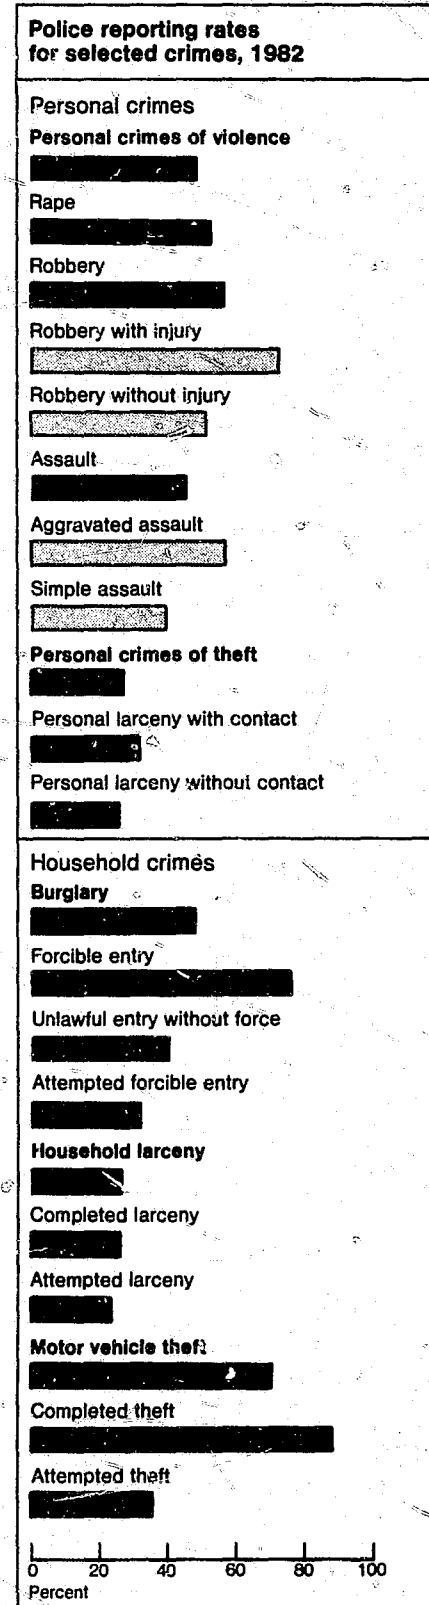 Police reporting rates
for selected crimes, 1982
Personal crimes
Personal crimes of violence
Rape
Robbery
Robbery with injury
Robbery without injury
Assault
Aggravated assault
Simple assault
Personal crimes of theft
Personal larceny with contact
Personal larceny without contact
Household crimes
Burglary
Forcible entry
Unlawful entry without force
Attempted forcible entry
Household larceny
Completed larceny
Attempted larceny
Motor vehicle theft
Completed theft
Attempted theft
0 20 40 60 80 100
Percent